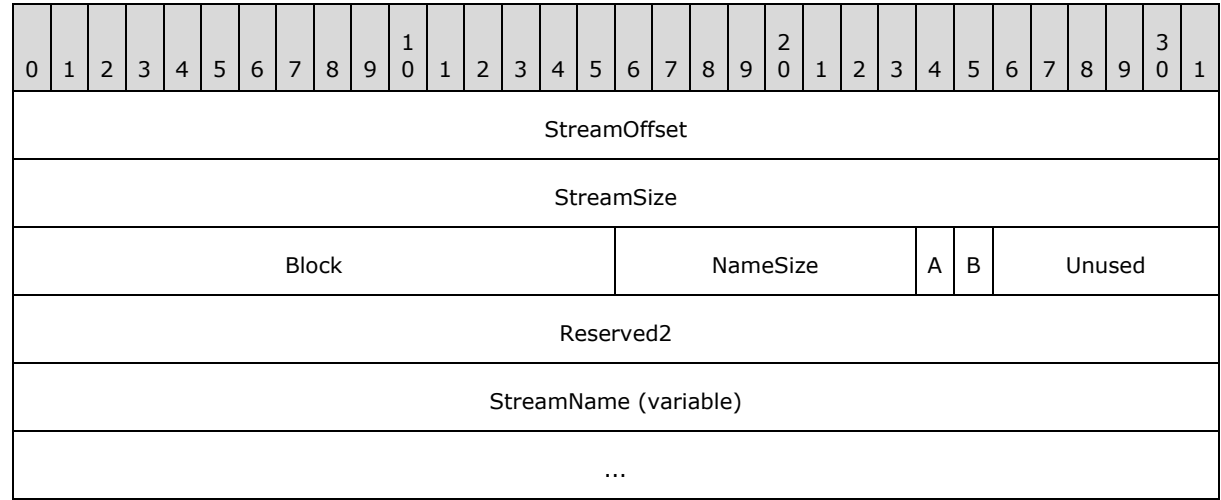 0 1 2 3 4 5 6 7 8 9 1 0 1 2 3 4 5 6 7 8 9 2 0 1 2 3 4 5 6 7 8 9 3 0 1
StreamOffset
StreamSize
Block NameSize A B Unused
Reserved2
StreamName (variable)
...